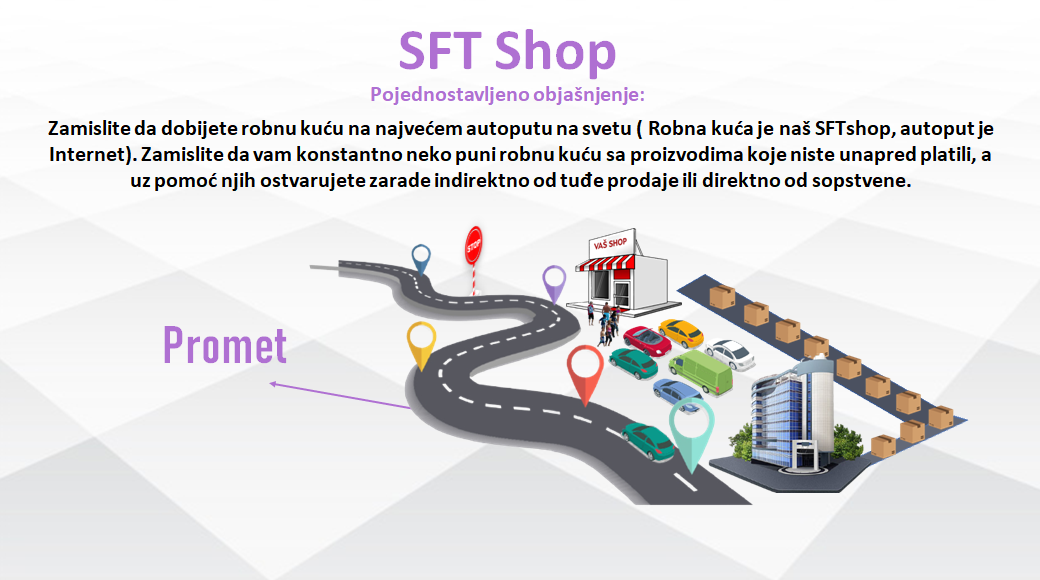 SFT Shop
Pojednostavljeno objašnjenje:
Zamislite da dobijete robnu kuću na najvećem autoputu na svetu ( Robna kuća je naš SFTshop, autoput je
Internet). Zamislite da vam konstantno neko puni robnu kuću sa proizvodima koje niste unapred platili, a
uz pomoć njih ostvarujete zarade indirektno od tuđe prodaje ili direktno od sopstvene.
STOP
VAŠ SHOP
Promet